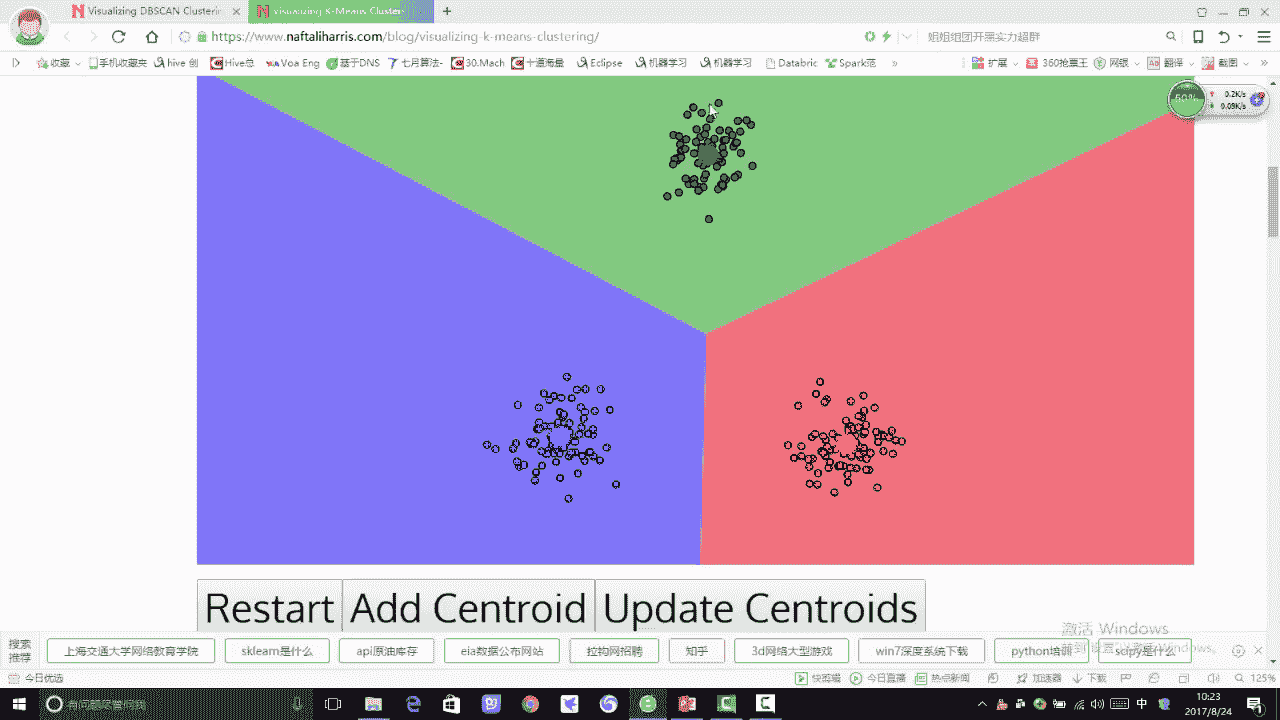 Visualizing DBSCAN Clusterin
Visualizing K-Means Cluster
https://www.naftaliharris.com/blog/visualizing-k-means-clustering/
姐姐组团开黑实力超群
收藏 手机收藏夹 hive 创 Hive总 Voa Eng 基于DNS 七月算法- 30.Mach 十道海量 Eclipse 机器学习 机器学习 Databric Spark范 » 扩展 360抢票王 网银 翻译 截图 »
60%
0.2K/s
0.09K/s
Restart Add Centroid Update Centroids
激活 Windows
搜索
推荐
上海交通大学网络教育学院 sklearn是什么 api原油库存 eia数据公布网站 拉钩网招聘 知乎 3d网络大型游戏 win7深度系统下载 python培训 scipy是什么
今日优选 快剪辑 今日直播 热点新闻 加速器 下载 125%
有问题尽管问我
中
10:23
2017/8/24